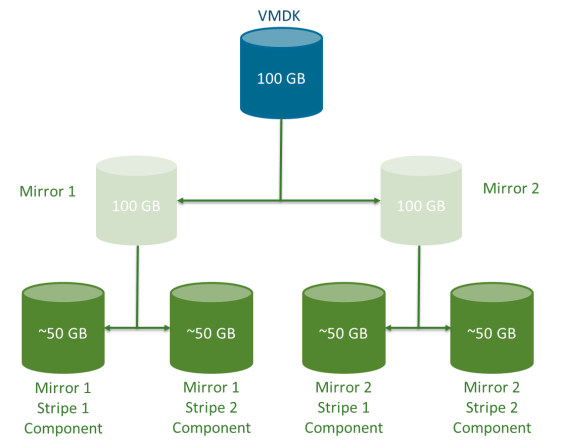 VMDK
100 GB
Mirror 1
100 GB
100 GB
Mirror 2
~50 GB
~50 GB
~50 GB
~50 GB
Mirror 1
Stripe 1
Component
Mirror 1
Stripe 2
Component
Mirror 2
Stripe 1
Component
Mirror 2
Stripe 2
Component